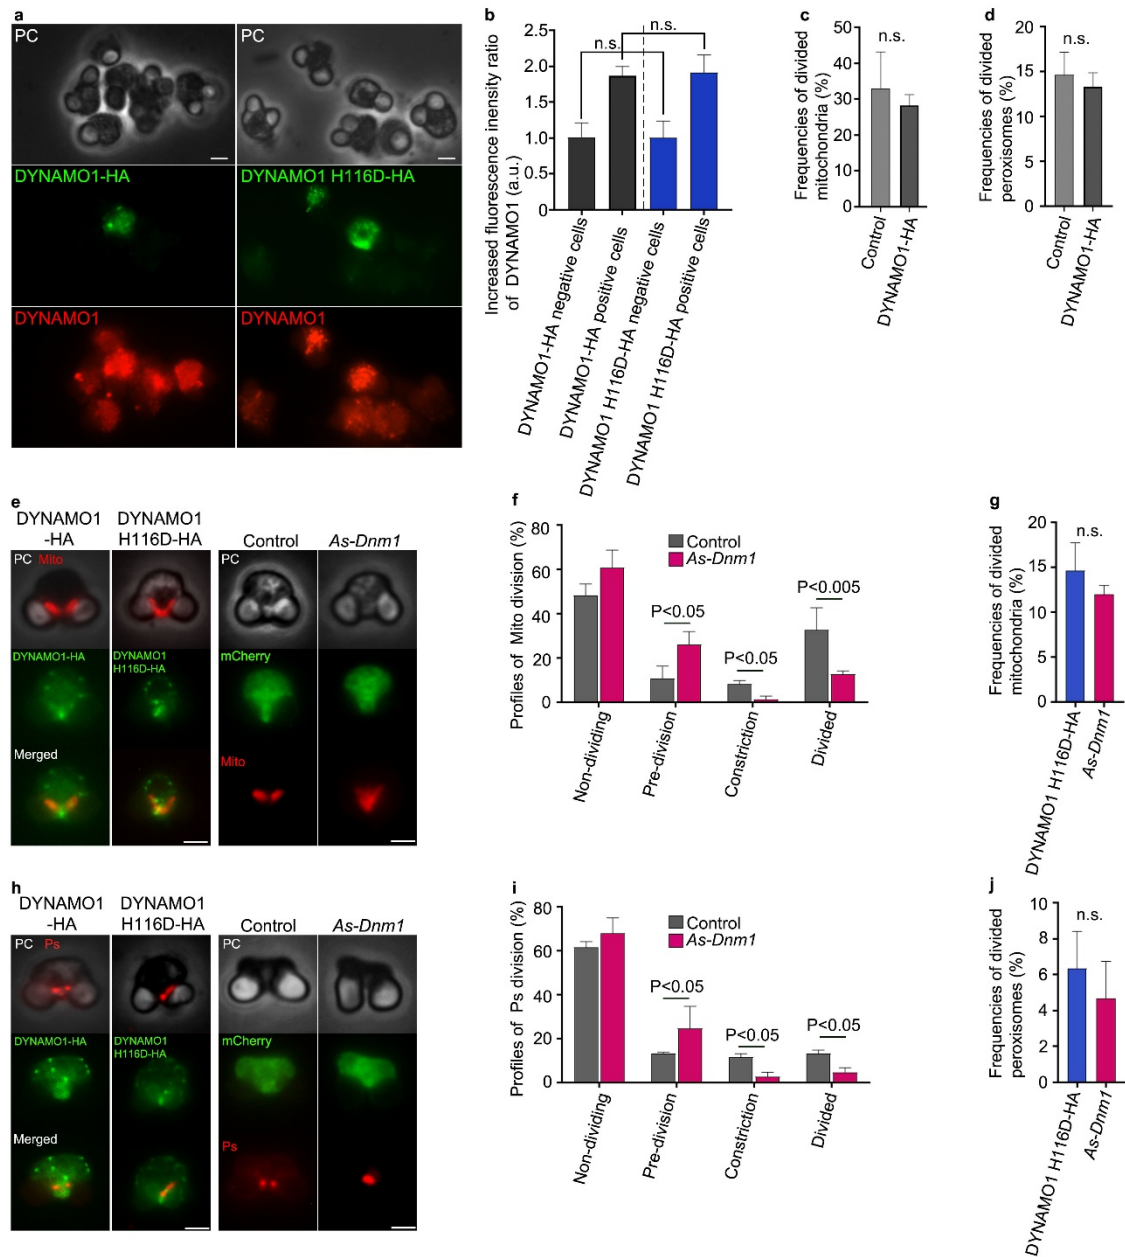 a
PC
PC
DYNAMO1-HA
DYNAMO1 H116D-HA
DYNAMO1
DYNAMO1
b
Increased fluorescence inensity ratio
of DYNAMO1 (a.u.)
2.5
2.0
1.5
1.0
0.5
0
n.s.
n.s.
DYNAMO1-HA negative cells
DYNAMO1-HA positive cells
DYNAMO1 H116D-HA negative cells
DYNAMO1 H116D-HA positive cells
c
Frequencies of divided
mitochondria (%)
50
40
30
20
10
0
n.s.
Control
DYNAMO1-HA
d
Frequencies of divided
peroxisomes (%)
20
15
10
5
0
n.s.
Control
DYNAMO1-HA
e
DYNAMO1
-HA
DYNAMO1
H116D-HA
Control
As-Dnm1
PC Mito
PC
DYNAMO1-HA
DYNAMO1
H116D-HA
mCherry
Merged
Mito
f
Profiles of Mito division (%)
80
60
40
20
0
Control
As-Dnm1
P<0.05
P<0.05
P<0.005
Non-dividing
Pre-division
Constriction
Divided
g
Frequencies of divided
mitochondria (%)
20
15
10
5
0
n.s.
DYNAMO1 H116D-HA
As-Dnm1
h
DYNAMO1
-HA
DYNAMO1
H116D-HA
Control
As-Dnm1
PC Ps
PC
DYNAMO1-HA
DYNAMO1
H116D-HA
mCherry
Merged
Ps
i
Profiles of Ps division (%)
80
60
40
20
0
Control
As-Dnm1
P<0.05
P<0.05
P<0.05
Non-dividing
Pre-division
Constriction
Divided
j
Frequencies of divided
peroxisomes (%)
10
8
6
4
2
0
n.s.
DYNAMO1 H116D-HA
As-Dnm1